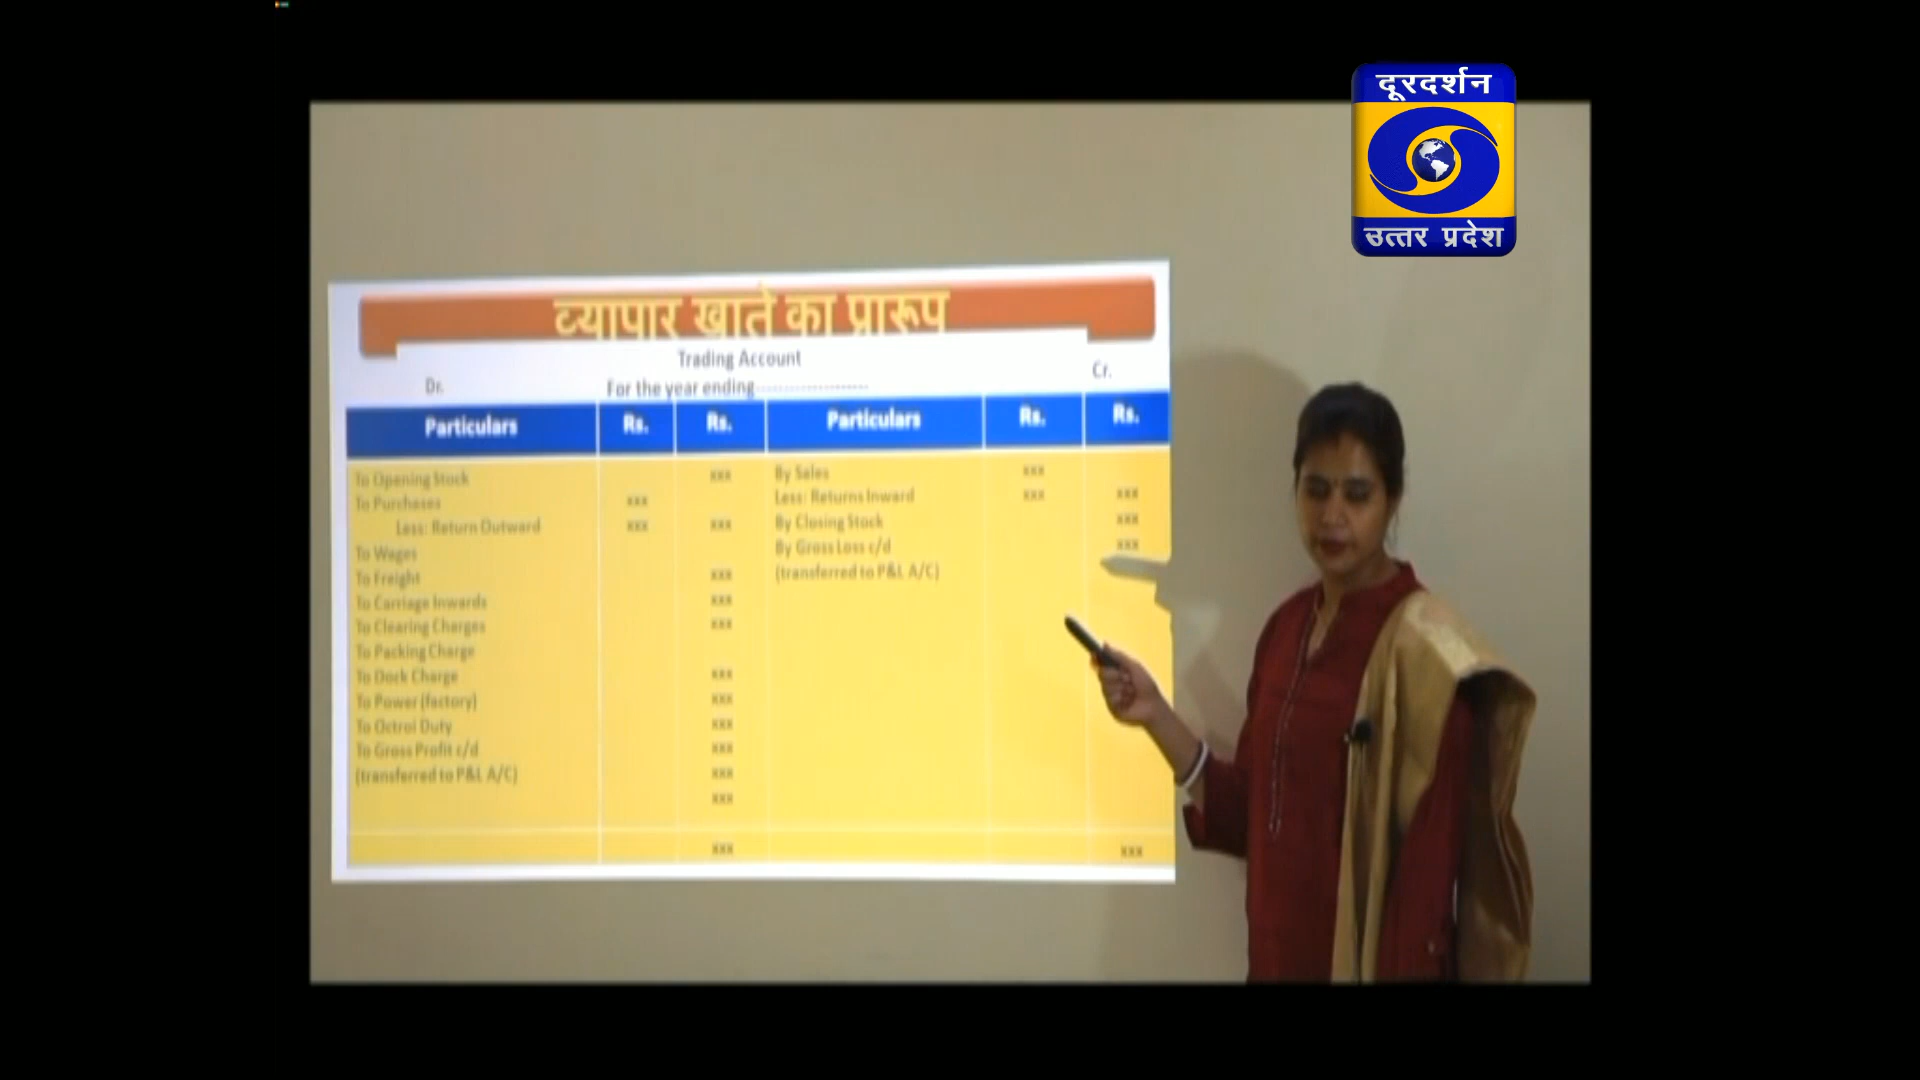 दूरदर्शन
उत्तर प्रदेश
व्यापार खाते का प्रारूप
Trading Account
Dr. For the year ending------------------- Cr.
Particulars Rs. Rs. Particulars Rs. Rs.
To Opening Stock xxx By Sales xxx
To Purchases xxx Less: Returns Inward xxx xxx
Less: Return Outward xxx xxx By Closing Stock xxx
To Wages By Gross Loss c/d xxx
To Freight xxx (transferred to P&L A/C)
To Carriage Inwards xxx
To Clearing Charges xxx
To Packing Charge
To Dock Charge xxx
To Power (factory) xxx
To Octroi Duty xxx
To Gross Profit c/d xxx
(transferred to P&L A/C) xxx
xxx
xxx xxx